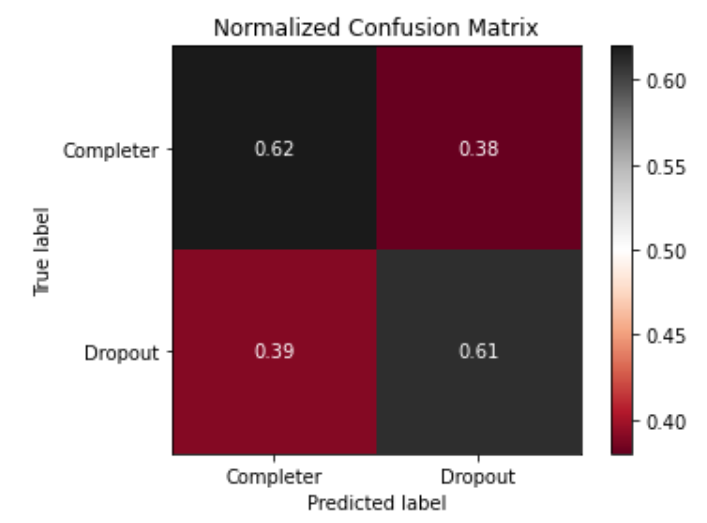 Normalized Confusion Matrix
True label
Completer
0.62
0.38
Dropout
0.39
0.61
Completer
Dropout
Predicted label
0.60
0.55
0.50
0.45
0.40